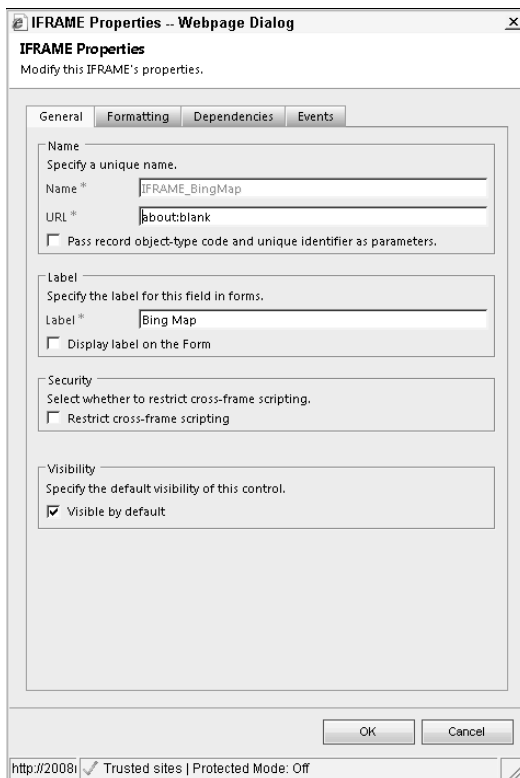 IFRAME Properties -- Webpage Dialog
IFRAME Properties
Modify this IFRAME's properties.
General Formatting Dependencies Events
Name
Specify a unique name.
Name * IFRAME_BingMap
URL * about:blank
Pass record object-type code and unique identifier as parameters.
Label
Specify the label for this field in forms.
Label * Bing Map
Display label on the Form
Security
Select whether to restrict cross-frame scripting.
Restrict cross-frame scripting
Visibility
Specify the default visibility of this control.
Visible by default
OK Cancel
http://2008 Trusted sites | Protected Mode: Off